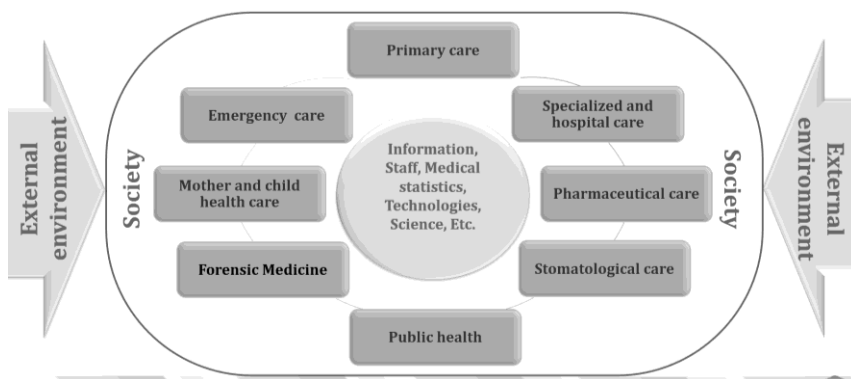 Primary care
Emergency care
Specialized and
hospital care
External
environment
Society
Information,
Staff, Medical
statistics,
Technologies,
Science, Etc.
Society
External
environment
Mother and child
health care
Pharmaceutical care
Forensic Medicine
Stomatological care
Public health